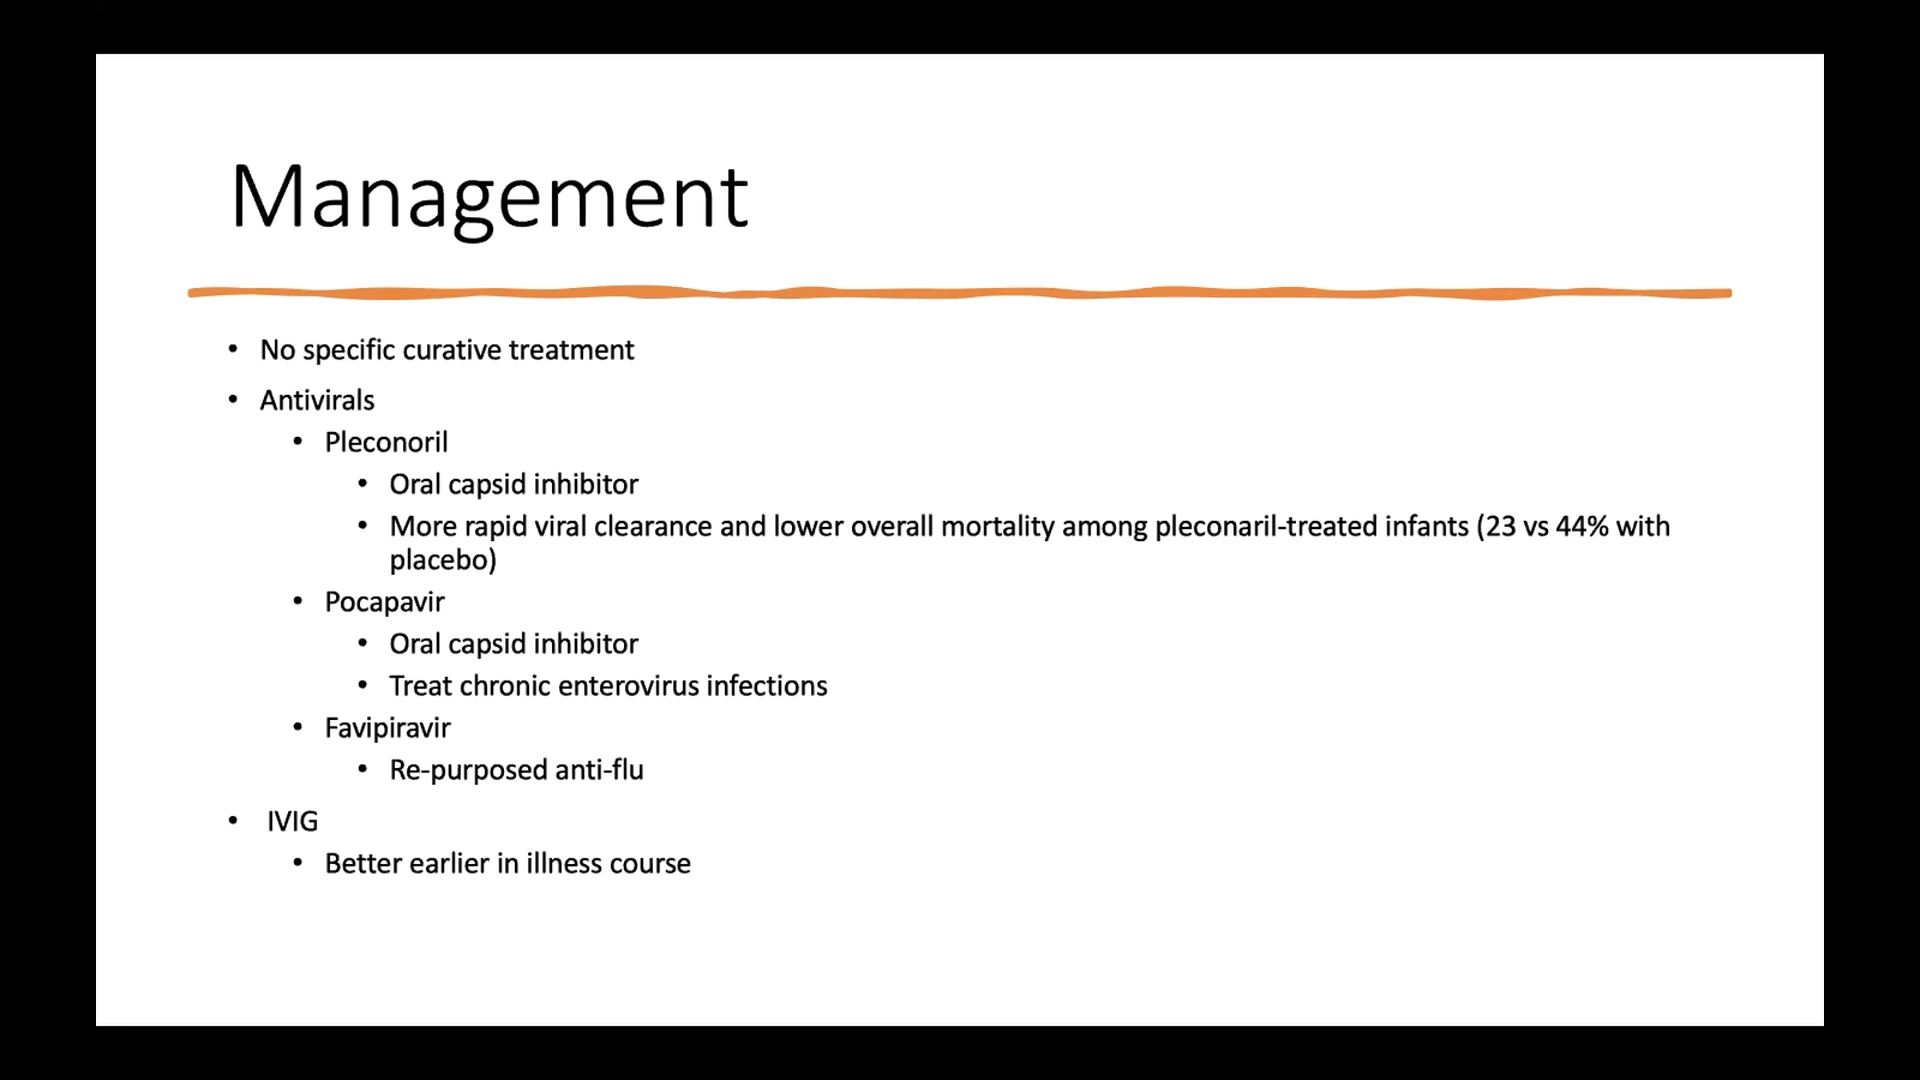 Management
• No specific curative treatment
• Antivirals
• Pleconoril
• Oral capsid inhibitor
• More rapid viral clearance and lower overall mortality among pleconaril-treated infants (23 vs 44% with
placebo)
• Pocapavir
• Oral capsid inhibitor
• Treat chronic enterovirus infections
• Favipiravir
• Re-purposed anti-flu
• IVIG
• Better earlier in illness course